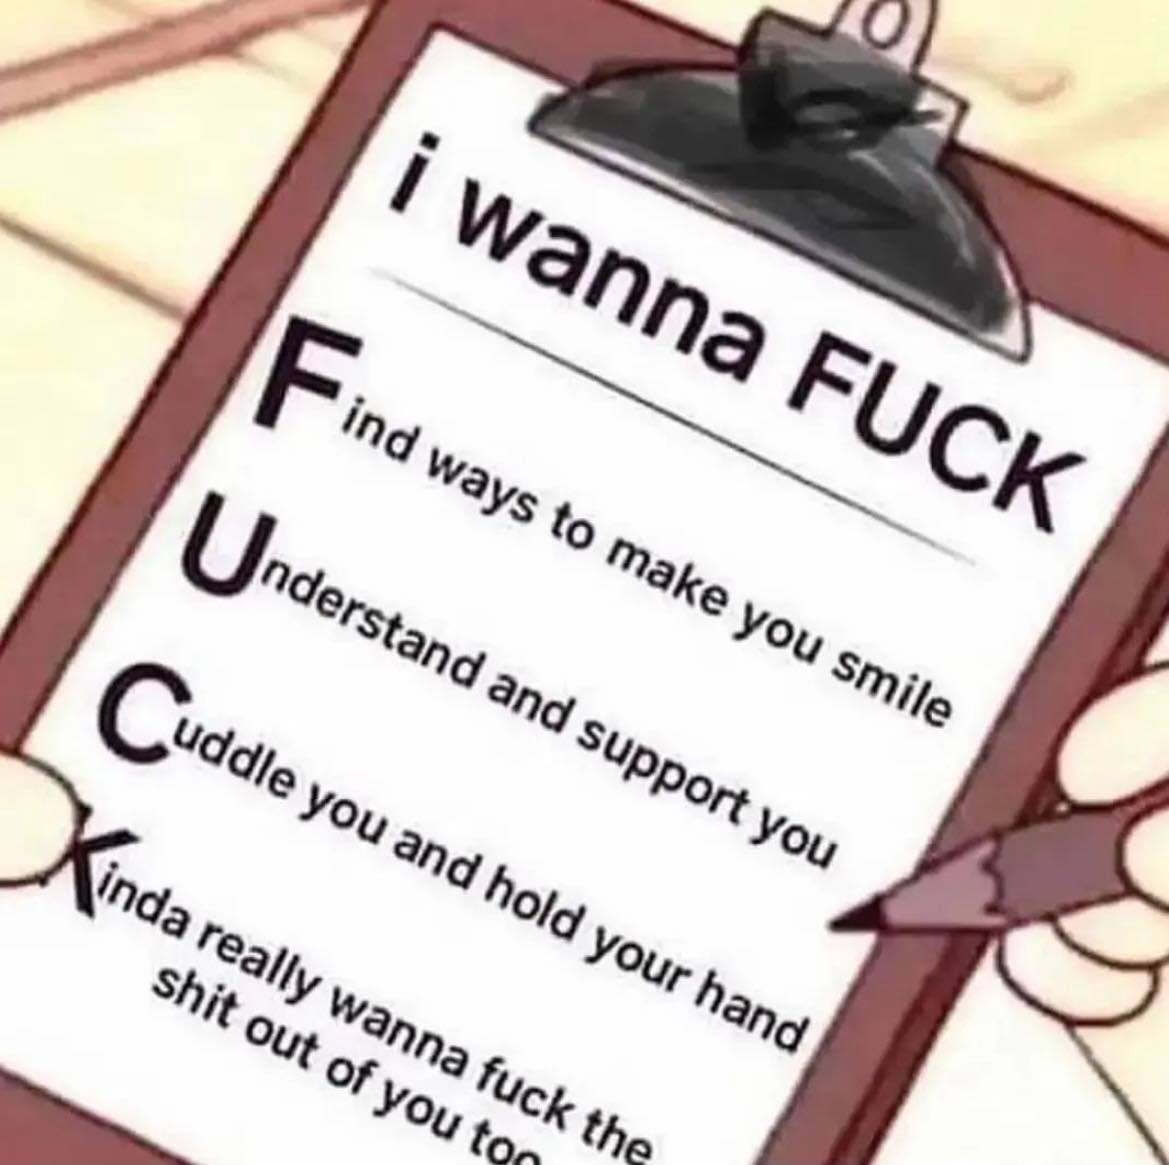 i wanna FUCK
Find ways to make you smile
Understand and support you
Cuddle you and hold your hand
Kinda really wanna fuck the
shit out of you too